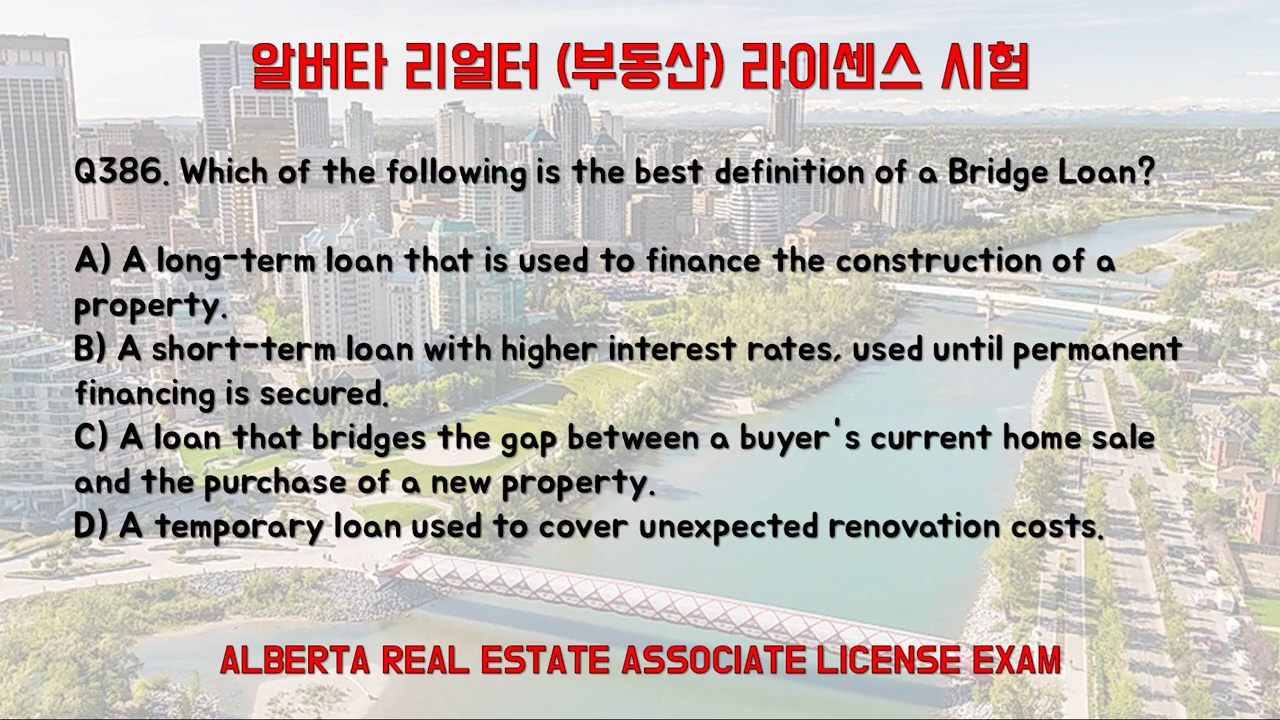 알버타 리얼터 (부동산) 라이센스 시험
Q386. Which of the following is the best definition of a Bridge Loan?
A) A long-term loan that is used to finance the construction of a
property.
B) A short-term loan with higher interest rates, used until permanent
financing is secured.
C) A loan that bridges the gap between a buyer's current home sale
and the purchase of a new property.
D) A temporary loan used to cover unexpected renovation costs.
ALBERTA REAL ESTATE ASSOCIATE LICENSE EXAM